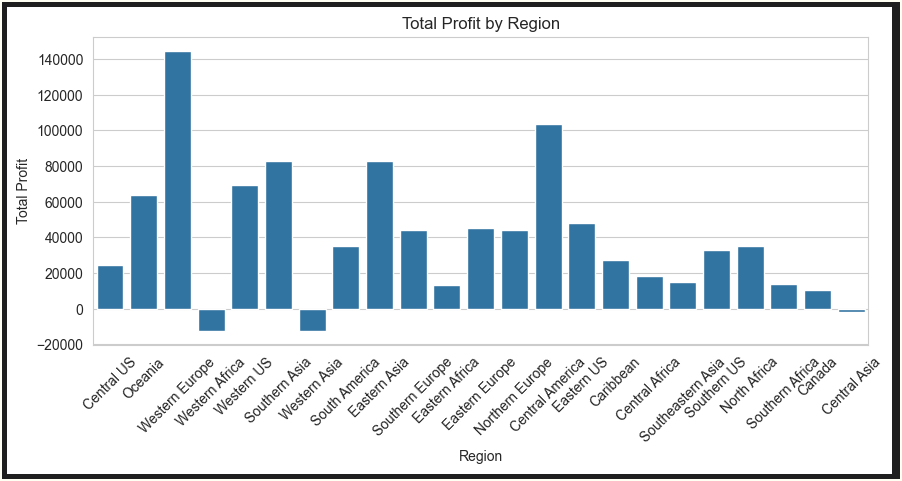 Total Profit by Region
Total Profit
140000
120000
100000
80000
60000
40000
20000
0
−20000
Central US
Oceania
Western Europe
Western Africa
Western US
Southern Asia
Western Asia
South America
Eastern Asia
Southern Europe
Eastern Africa
Eastern Europe
Northern Europe
Central America
Eastern US
Caribbean
Central Africa
Southeastern Asia
Southern US
North Africa
Southern Africa
Canada
Central Asia
Region